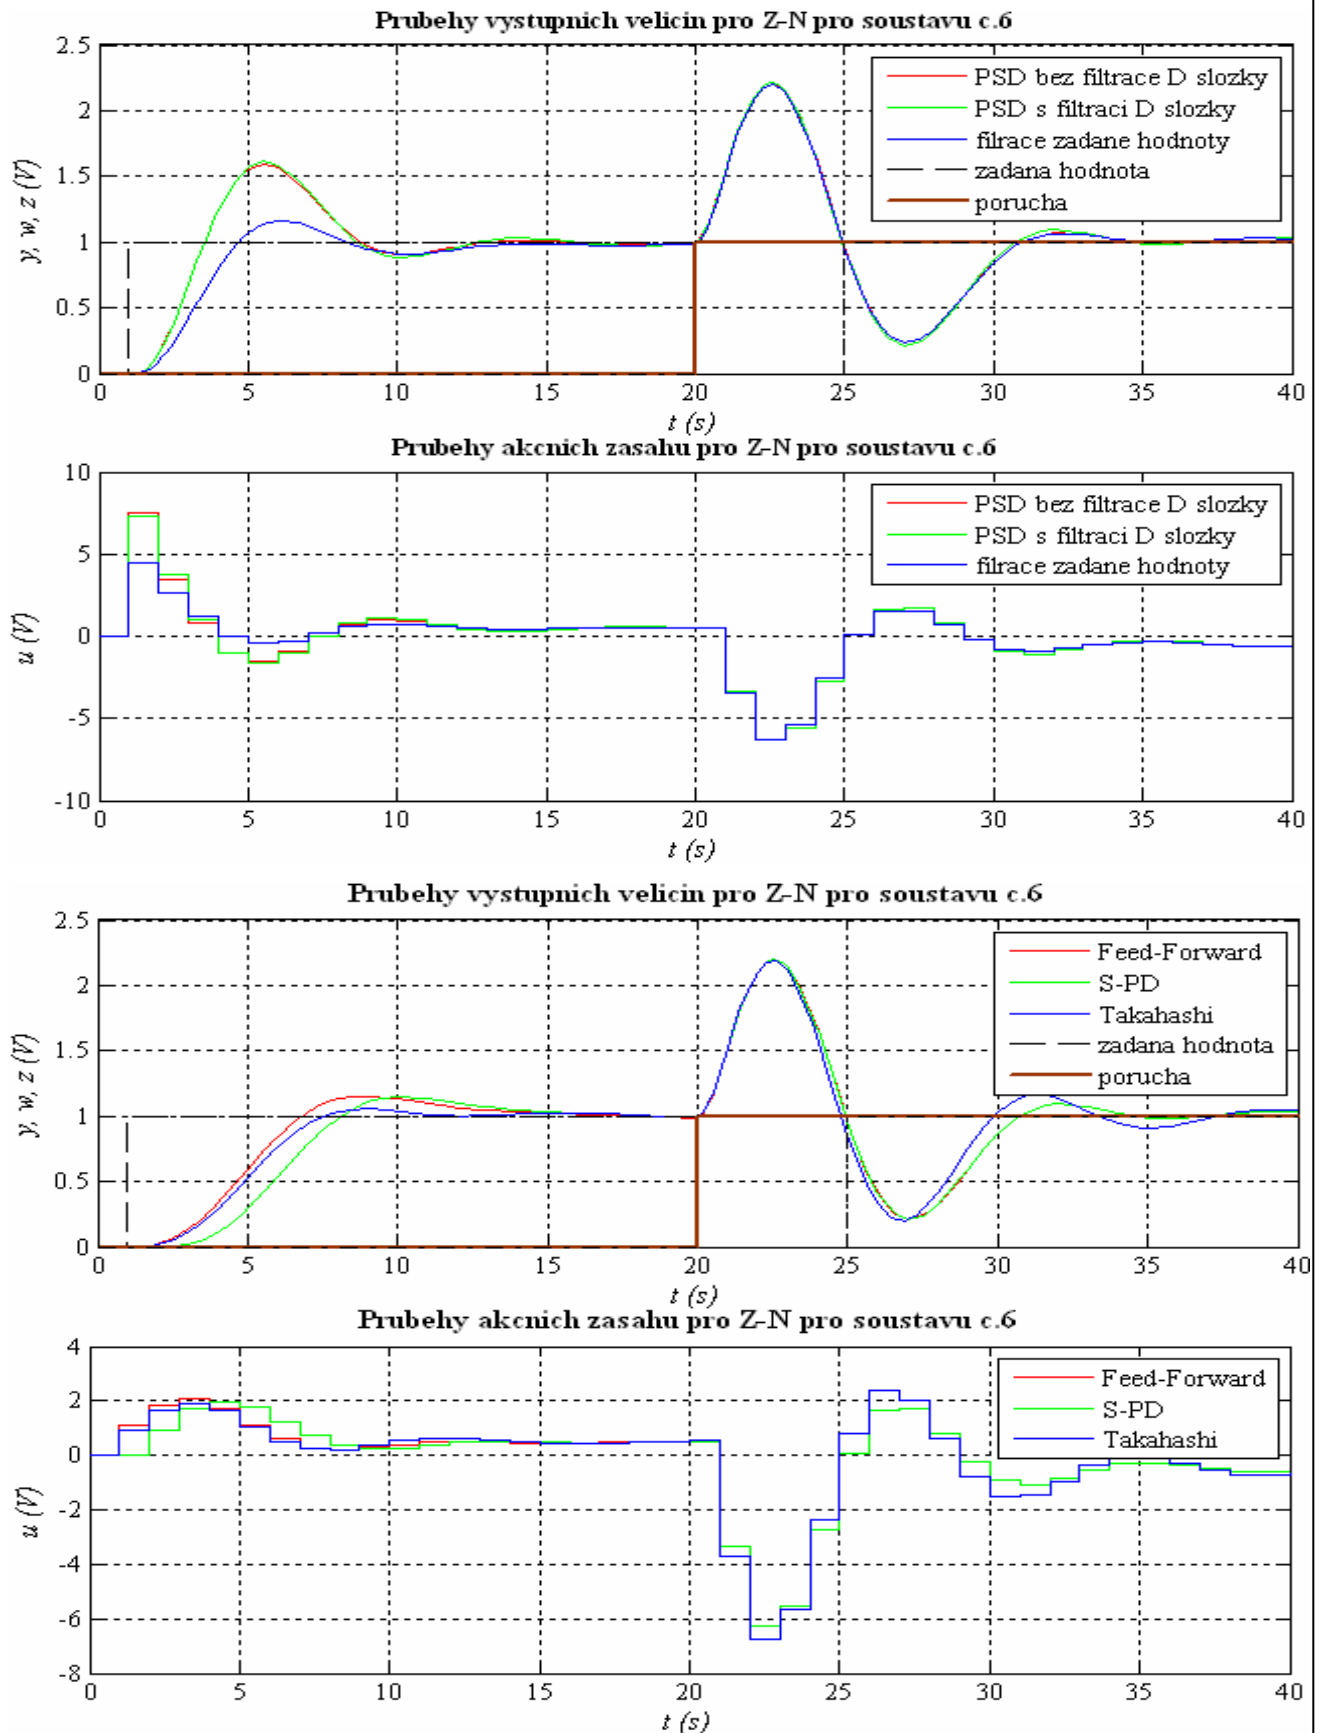 Prubehy vystupnich velicin pro Z-N pro soustavu c.6
2.5
2
1.5
1
0.5
0
y, w, z (V)
PSD bez filtrace D slozky
PSD s filtraci D slozky
filrace zadane hodnoty
zadana hodnota
porucha
0 5 10 15 20 25 30 35 40
t (s)
Prubehy akcnich zasahu pro Z-N pro soustavu c.6
10
5
0
-5
-10
u (V)
PSD bez filtrace D slozky
PSD s filtraci D slozky
filrace zadane hodnoty
0 5 10 15 20 25 30 35 40
t (s)
Prubehy vystupnich velicin pro Z-N pro soustavu c.6
2.5
2
1.5
1
0.5
0
y, w, z (V)
Feed-Forward
S-PD
Takahashi
zadana hodnota
porucha
0 5 10 15 20 25 30 35 40
t (s)
Prubehy akcnich zasahu pro Z-N pro soustavu c.6
4
2
0
-2
-4
-6
-8
u (V)
Feed-Forward
S-PD
Takahashi
0 5 10 15 20 25 30 35 40
t (s)